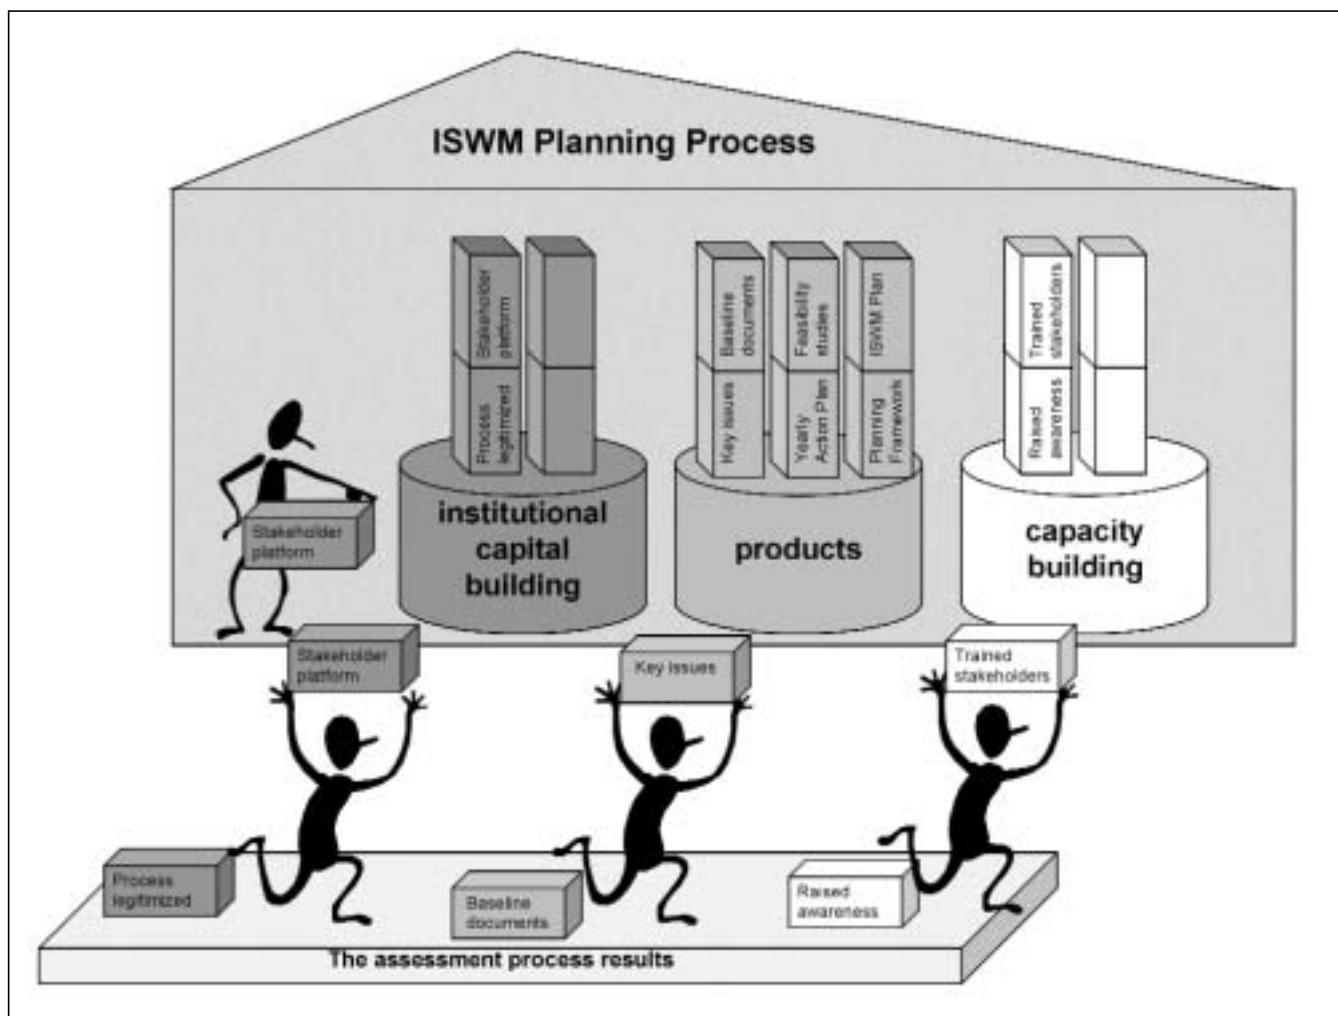 ISWM Planning Process
Stakeholder
platform
Process
legitimized
Baseline
documents
Key issues
Feasibility
studies
Yearly
Action Plan
ISWM Plan
Planning
Framework
Trained
stakeholders
Raised
awareness
institutional
capital
building
products
capacity
building
Stakeholder
platform
Stakeholder
platform
Key issues
Trained
stakeholders
Process
legitimized
Baseline
documents
Raised
awareness
The assessment process results